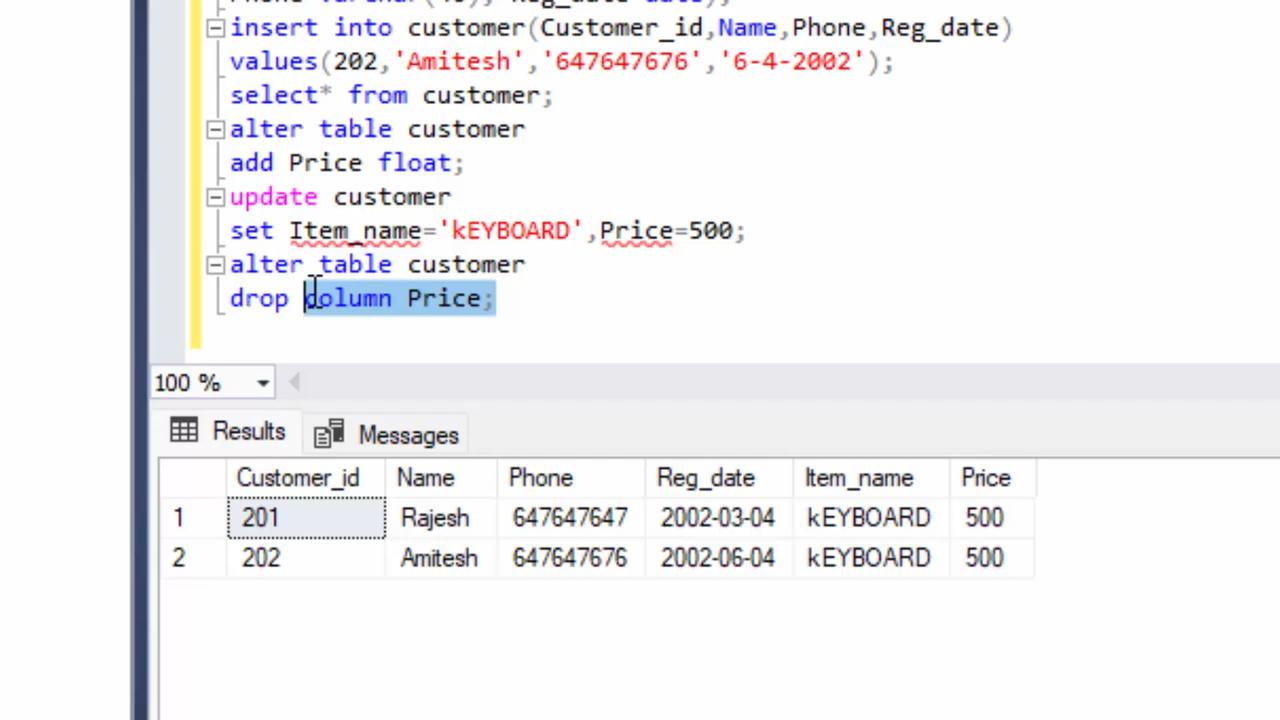 insert into customer(Customer_id,Name,Phone,Reg_date)
values(202,'Amitesh','647647676','6-4-2002');
select* from customer;
alter table customer
add Price float;
update customer
set Item_name='kEYBOARD',Price=500;
alter table customer
drop column Price;
100 %
Results Messages
Customer_id Name Phone Reg_date Item_name Price
1 201 Rajesh 647647647 2002-03-04 kEYBOARD 500
2 202 Amitesh 647647676 2002-06-04 kEYBOARD 500